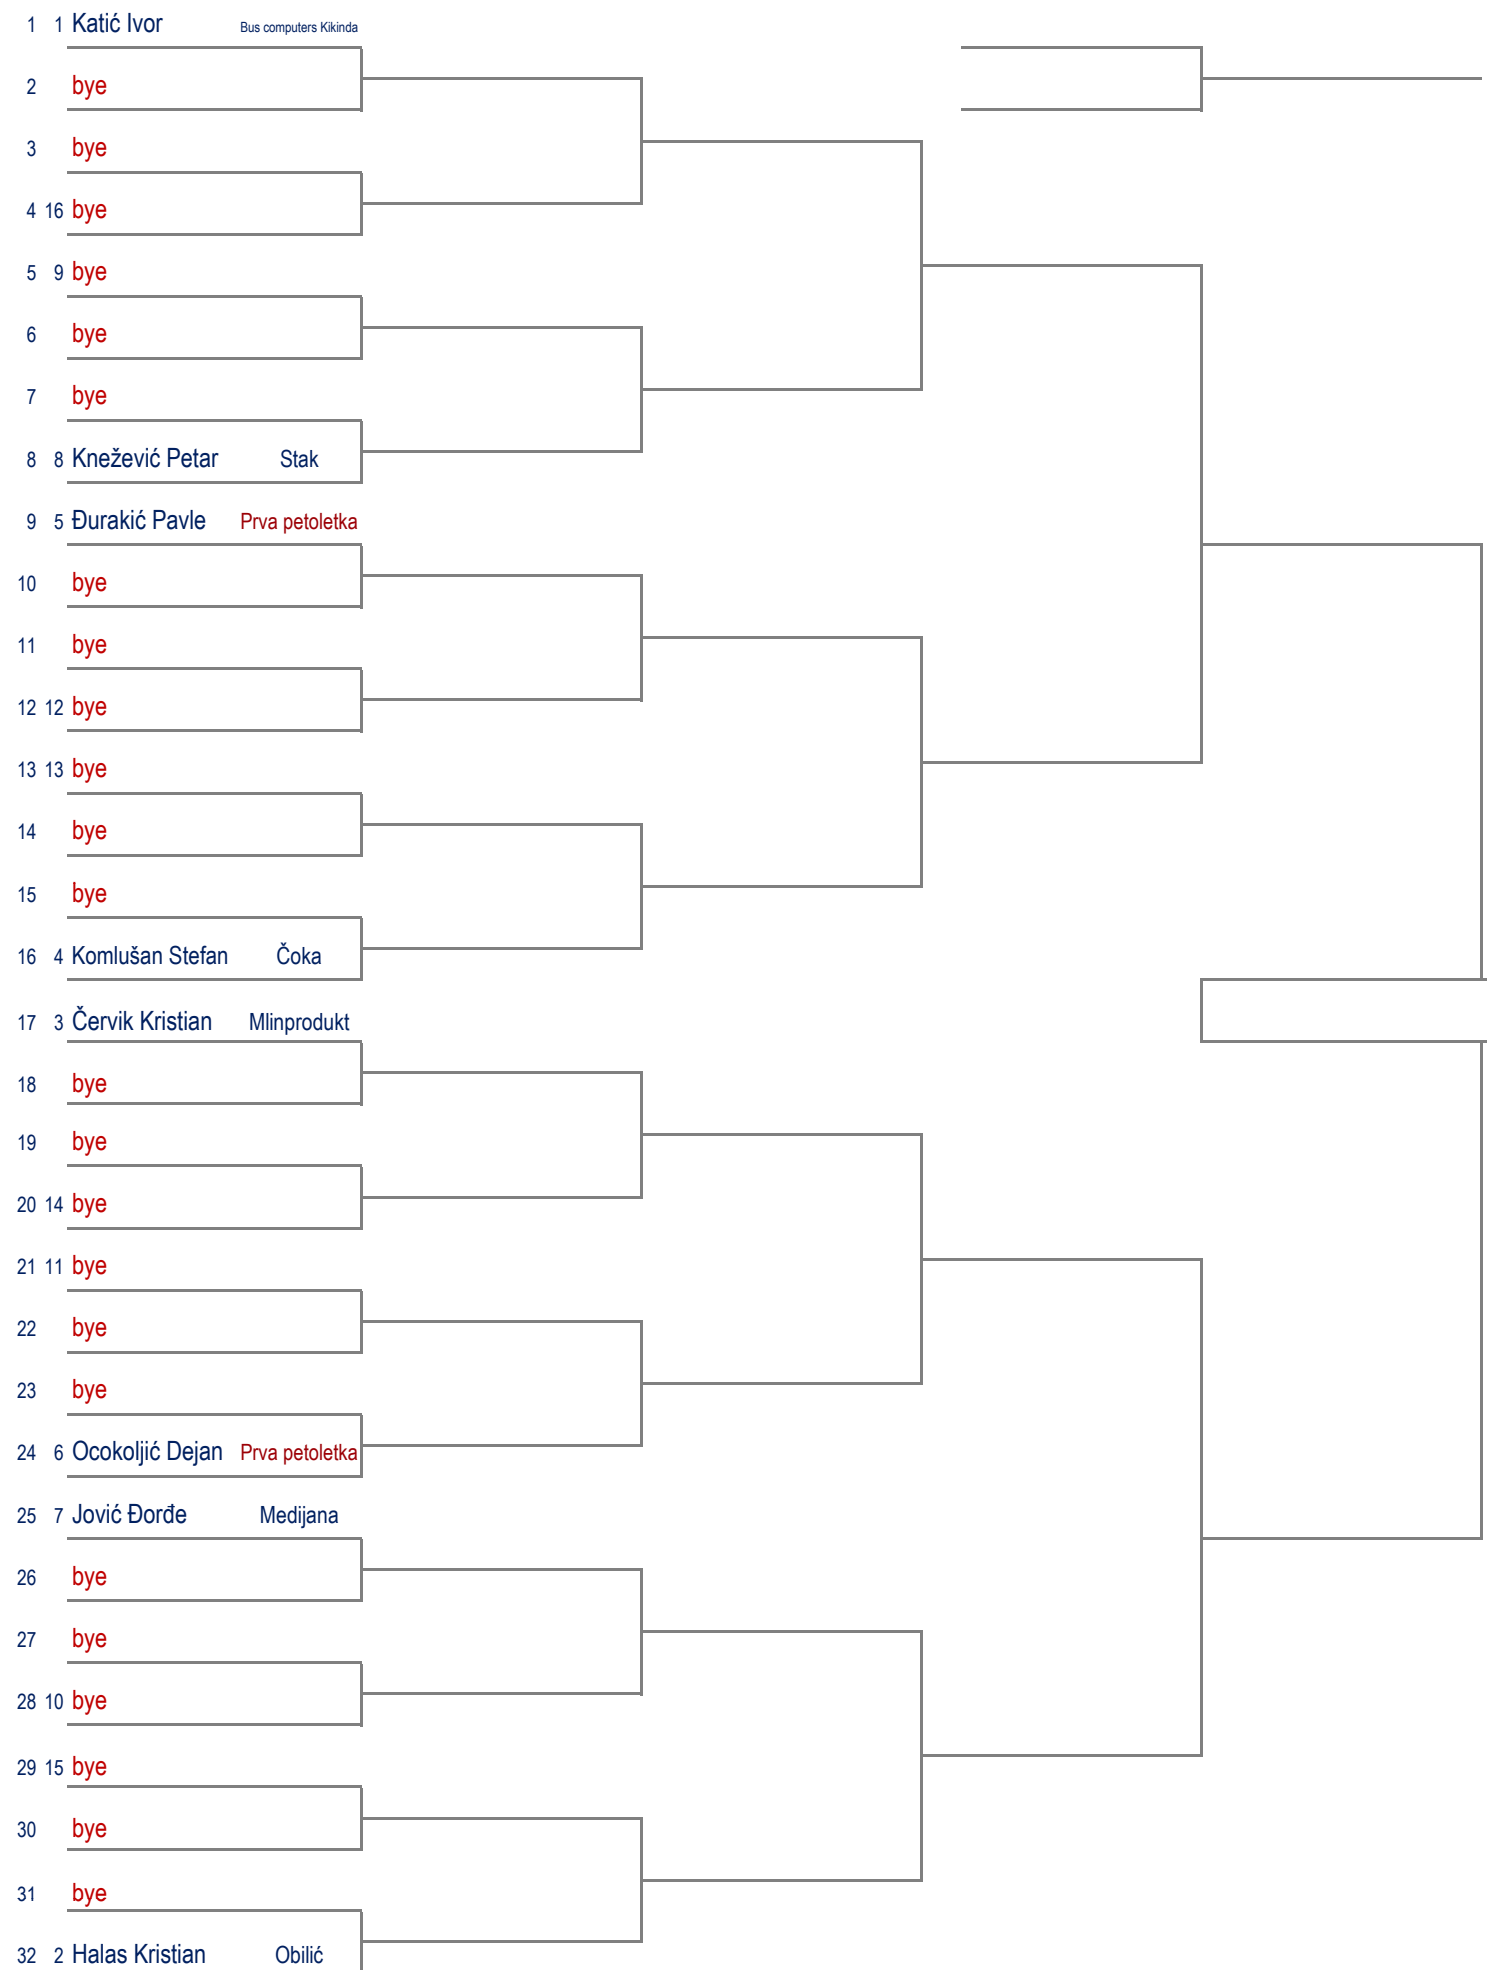 1 1 Katić Ivor Bus computers Kikinda
2 bye
3 bye
4 16 bye
5 9 bye
6 bye
7 bye
8 8 Knežević Petar Stak
9 5 Đurakić Pavle Prva petoletka
10 bye
11 bye
12 12 bye
13 13 bye
14 bye
15 bye
16 4 Komlušan Stefan Čoka
17 3 Červik Kristian Mlinprodukt
18 bye
19 bye
20 14 bye
21 11 bye
22 bye
23 bye
24 6 Ocokoljić Dejan Prva petoletka
25 7 Jović Đorđe Medijana
26 bye
27 bye
28 10 bye
29 15 bye
30 bye
31 bye
32 2 Halas Kristian Obilić